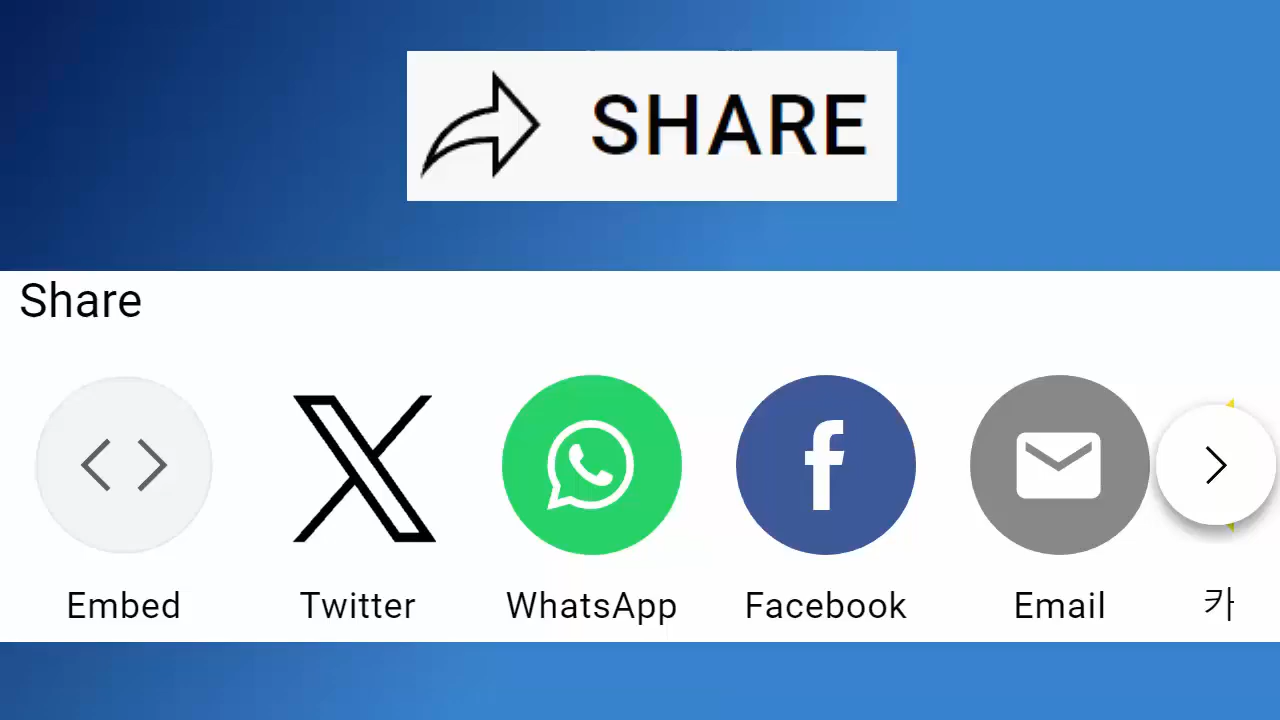 SHARE
Share
Embed
Twitter
WhatsApp
Facebook
Email
카